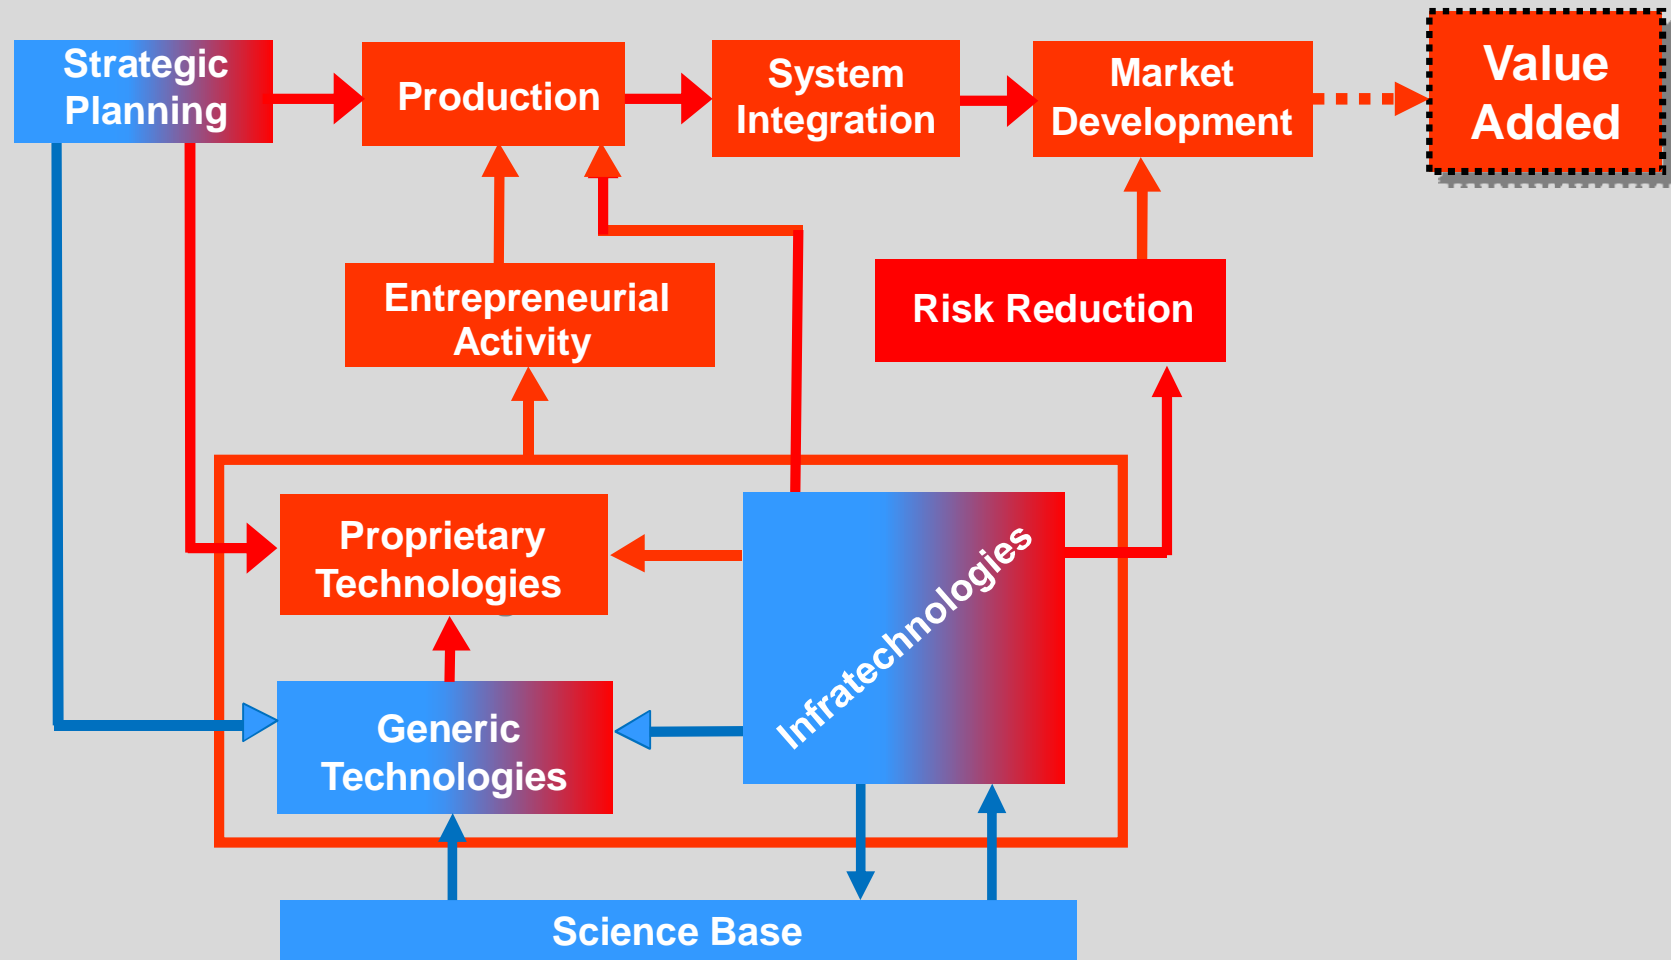 Strategic
Planning
Production
System
Integration
Market
Development
Value
Added
Entrepreneurial
Activity
Risk Reduction
Proprietary
Technologies
Infratechnologies
Generic
Technologies
Science Base